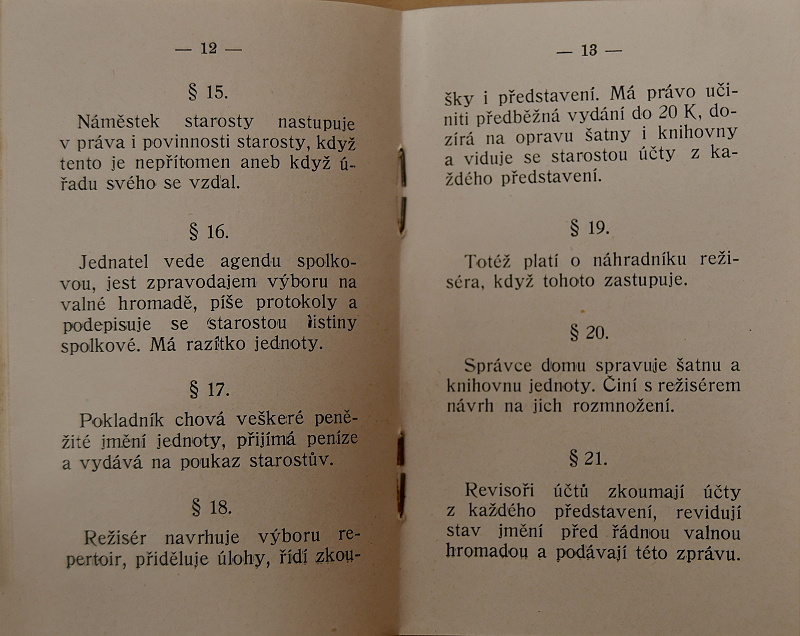 — 12 —
§ 15.
Náměstek starosty nastupuje
v práva i povinnosti starosty, když
tento je nepřítomen aneb když ú-
řadu svého se vzdal.
§ 16.
Jednatel vede agendu spolko-
vou, jest zpravodajem výboru na
valné hromadě, píše protokoly a
podepisuje se starostou listiny
spolkové. Má razítko jednoty.
§ 17.
Pokladník chová veškeré peně-
žité jmění jednoty, přijímá peníze
a vydává na poukaz starostův.
§ 18.
Režisér navrhuje výboru re-
pertoir, přiděluje úlohy, řídí zkou-
— 13 —
šky i představení. Má právo uči-
niti předběžná vydání do 20 K, do-
zírá na opravu šatny i knihovny
a viduje se starostou účty z ka-
ždého představení.
§ 19.
Totéž platí o náhradníku reži-
séra, když tohoto zastupuje.
§ 20.
Správce domu spravuje šatnu a
knihovnu jednoty. Činí s režisérem
návrh na jich rozmnožení.
§ 21.
Revisoři účtů zkoumají účty
z každého představení, revidují
stav jmění před řádnou valnou
hromadou a podávají této zprávu.